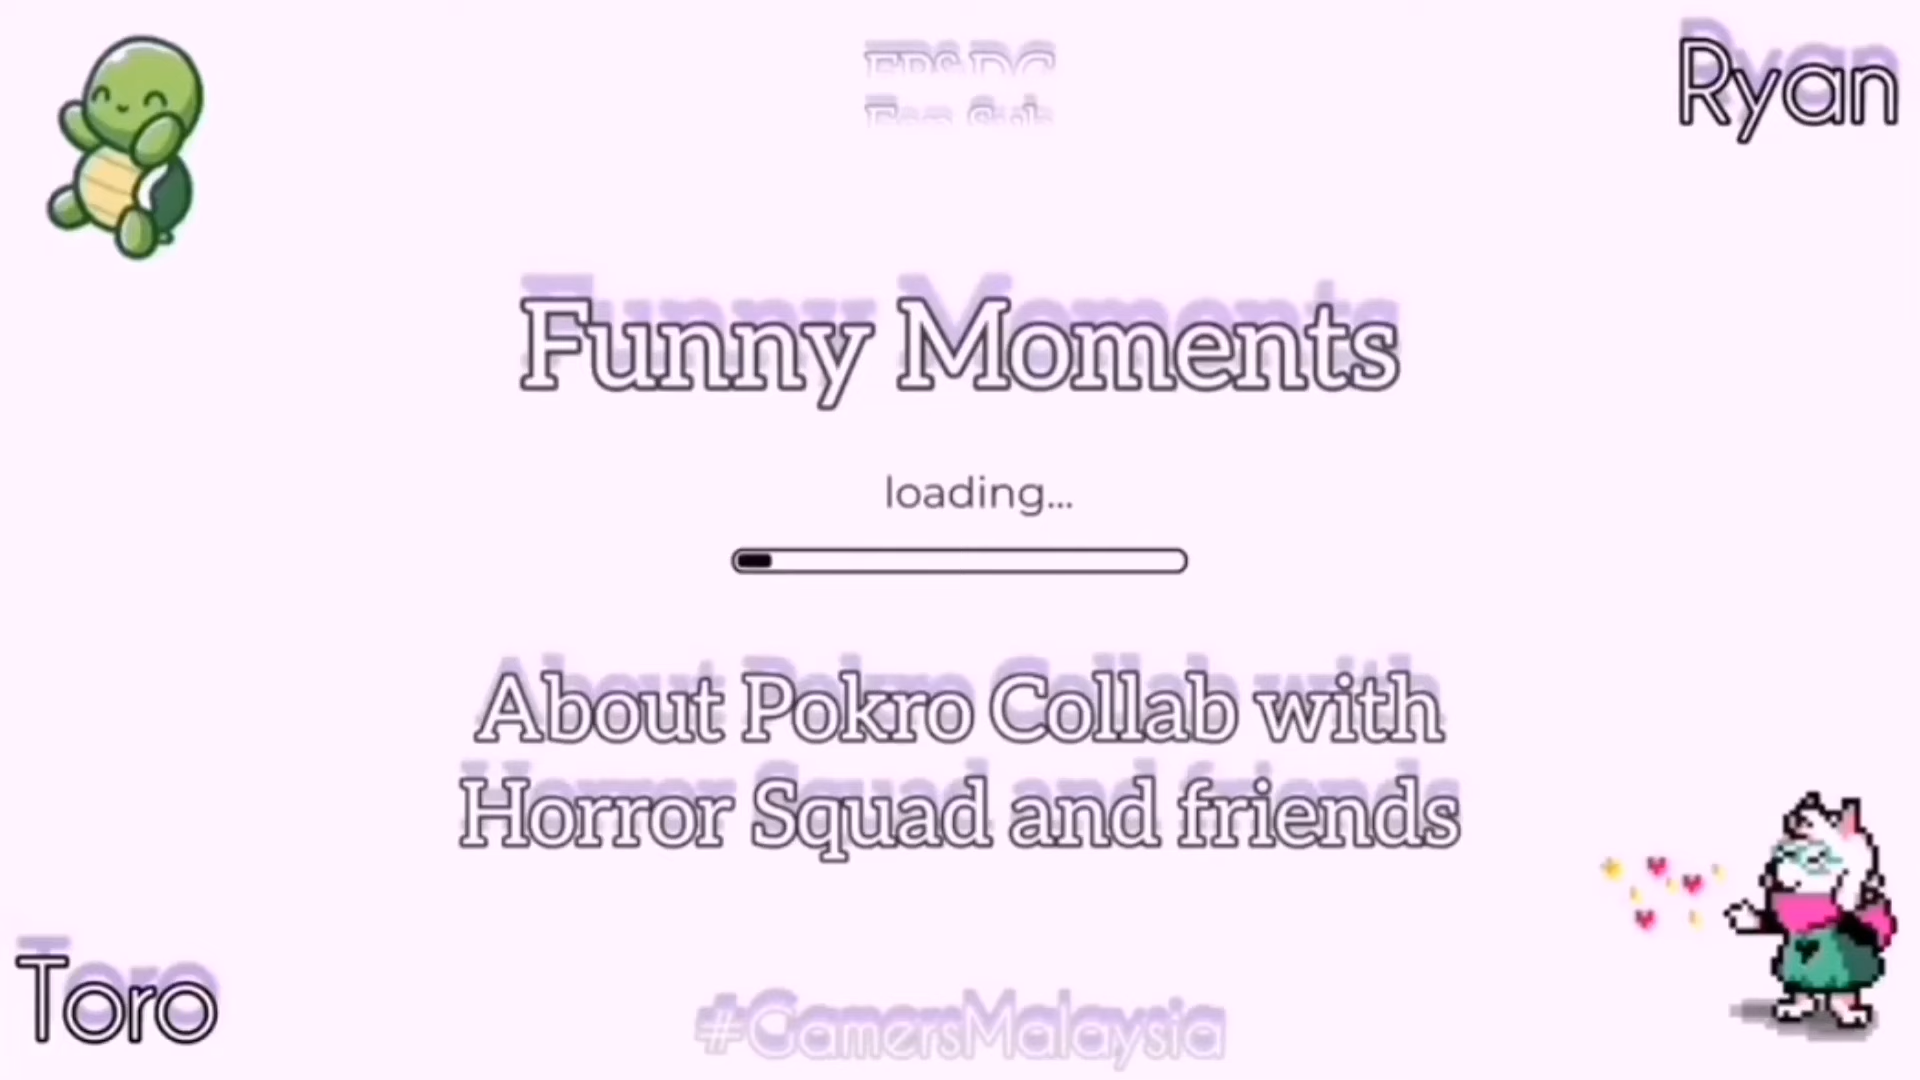 Ryan
Funny Moments
loading...
About Pokro Collab with
Horror Squad and friends
Toro
#GamersMalaysia